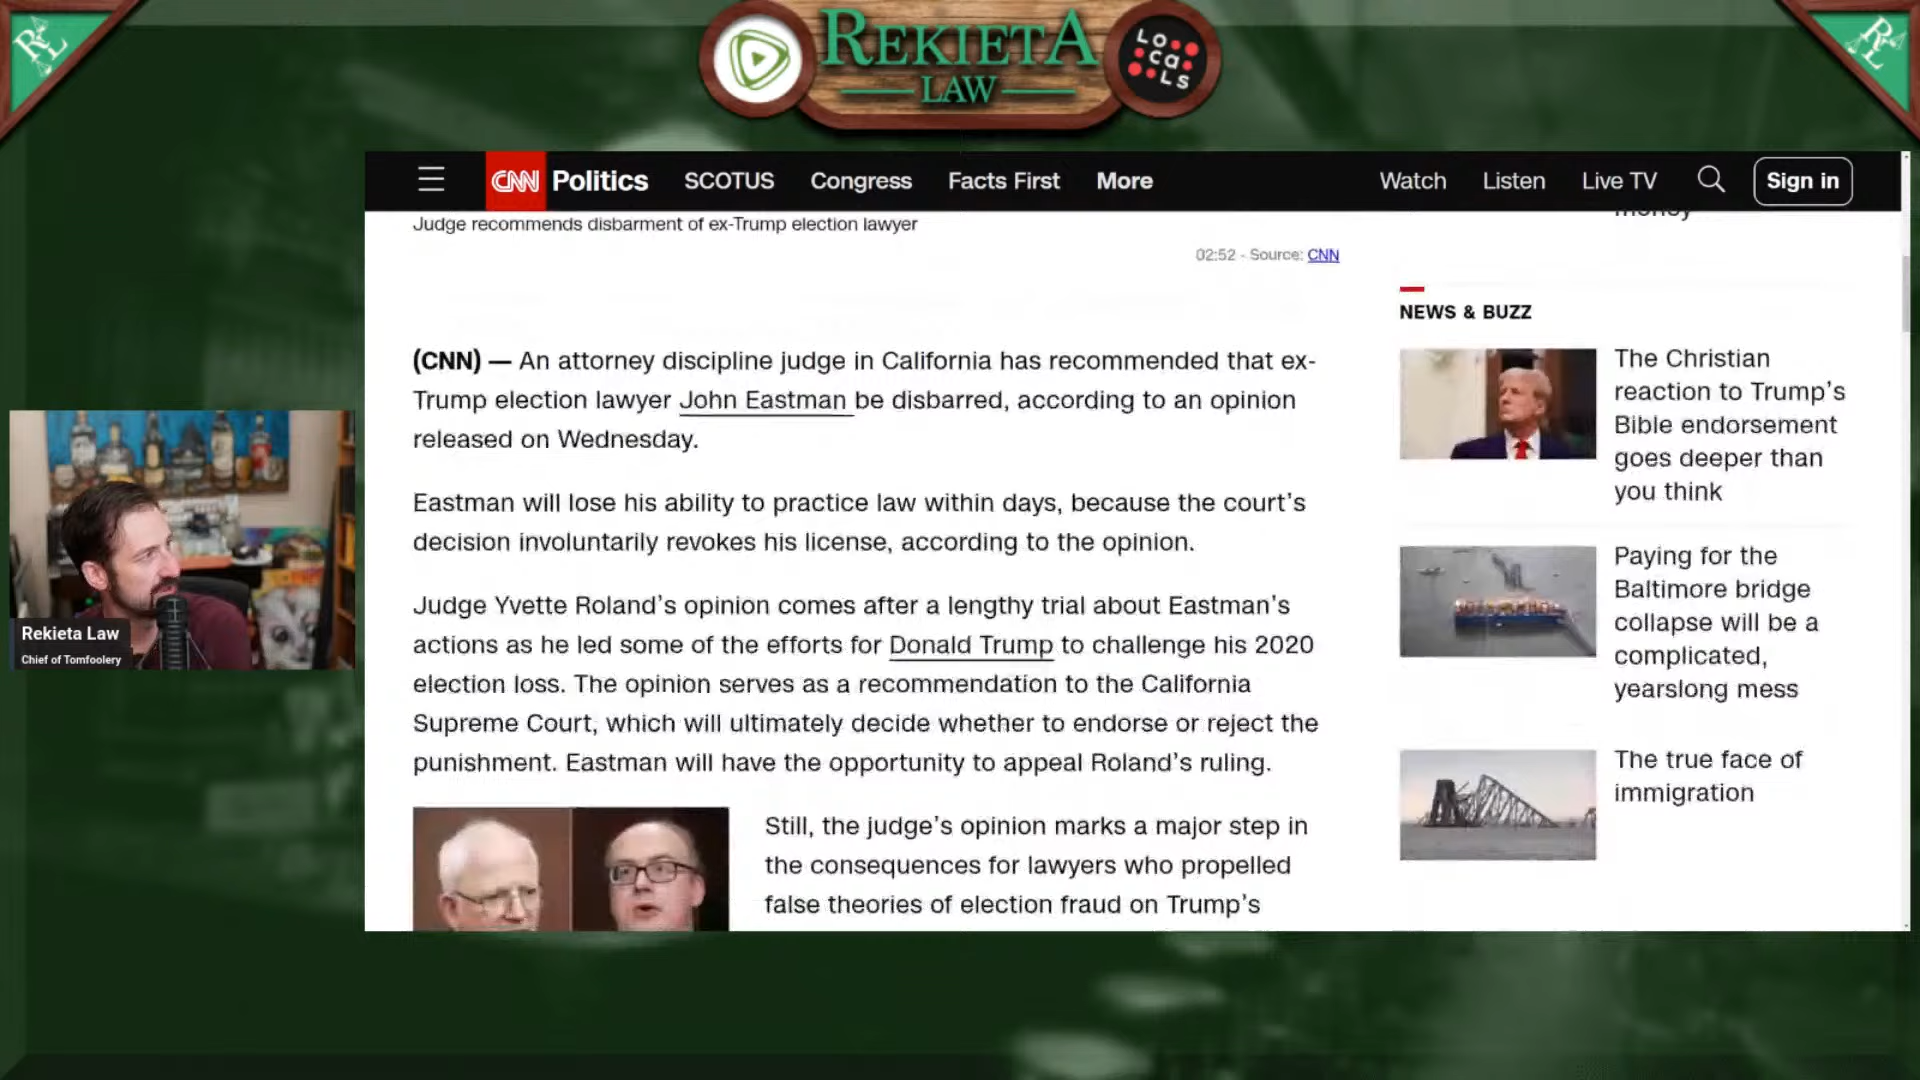 RL
REKIETA
LAW
LOcaLS
RL
CNN Politics SCOTUS Congress Facts First More Watch Listen Live TV Sign in
Judge recommends disbarment of ex-Trump election lawyer
02:52 - Source: CNN
(CNN) — An attorney discipline judge in California has recommended that ex-
Trump election lawyer John Eastman be disbarred, according to an opinion
released on Wednesday.
Eastman will lose his ability to practice law within days, because the court’s
decision involuntarily revokes his license, according to the opinion.
Judge Yvette Roland’s opinion comes after a lengthy trial about Eastman’s
actions as he led some of the efforts for Donald Trump to challenge his 2020
election loss. The opinion serves as a recommendation to the California
Supreme Court, which will ultimately decide whether to endorse or reject the
punishment. Eastman will have the opportunity to appeal Roland’s ruling.
Still, the judge’s opinion marks a major step in
the consequences for lawyers who propelled
false theories of election fraud on Trump’s
money
NEWS & BUZZ
The Christian
reaction to Trump’s
Bible endorsement
goes deeper than
you think
Paying for the
Baltimore bridge
collapse will be a
complicated,
yearslong mess
The true face of
immigration
Rekieta Law
Chief of Tomfoolery